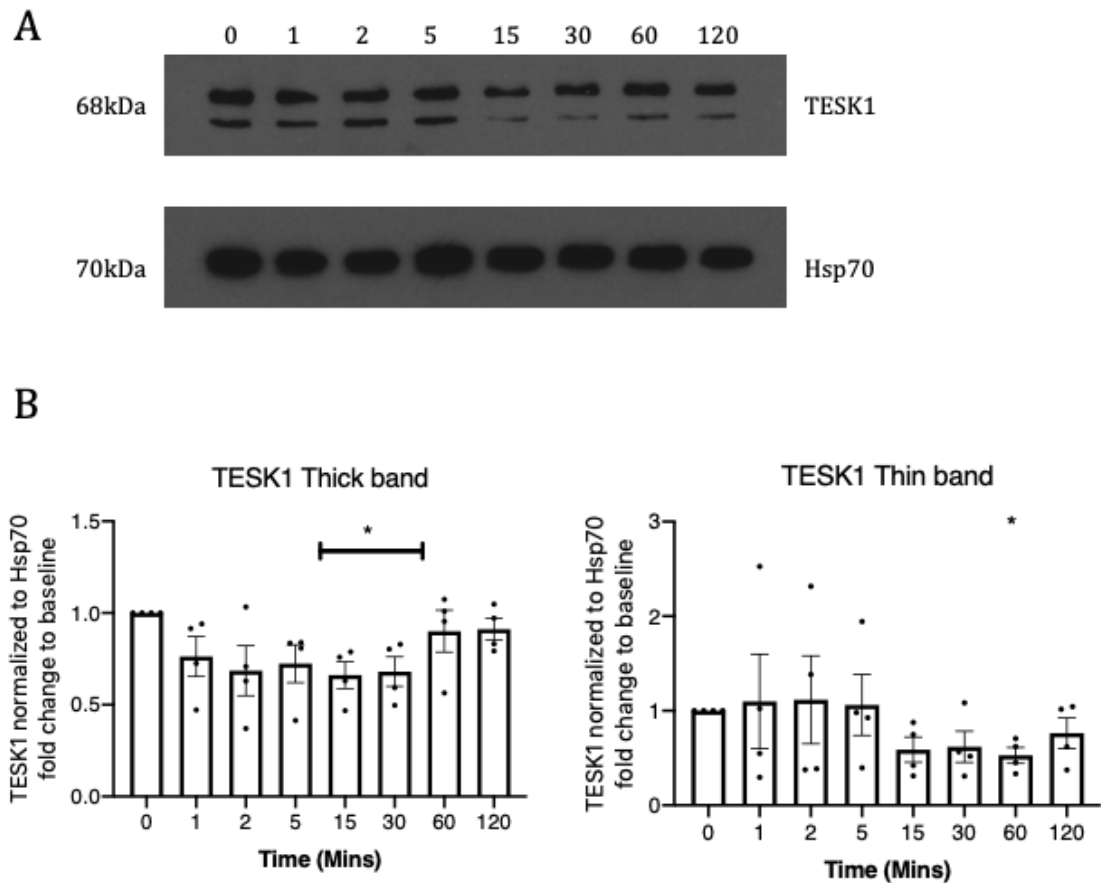 A
0 1 2 5 15 30 60 120
68kDa
TESK1
70kDa
Hsp70
B
TESK1 Thick band
TESK1 normalized to Hsp70
fold change to baseline
1.5
1.0
0.5
0.0
*
0 1 2 5 15 30 60 120
Time (Mins)
TESK1 Thin band
TESK1 normalized to Hsp70
fold change to baseline
3
2
1
0
*
0 1 2 5 15 30 60 120
Time (Mins)